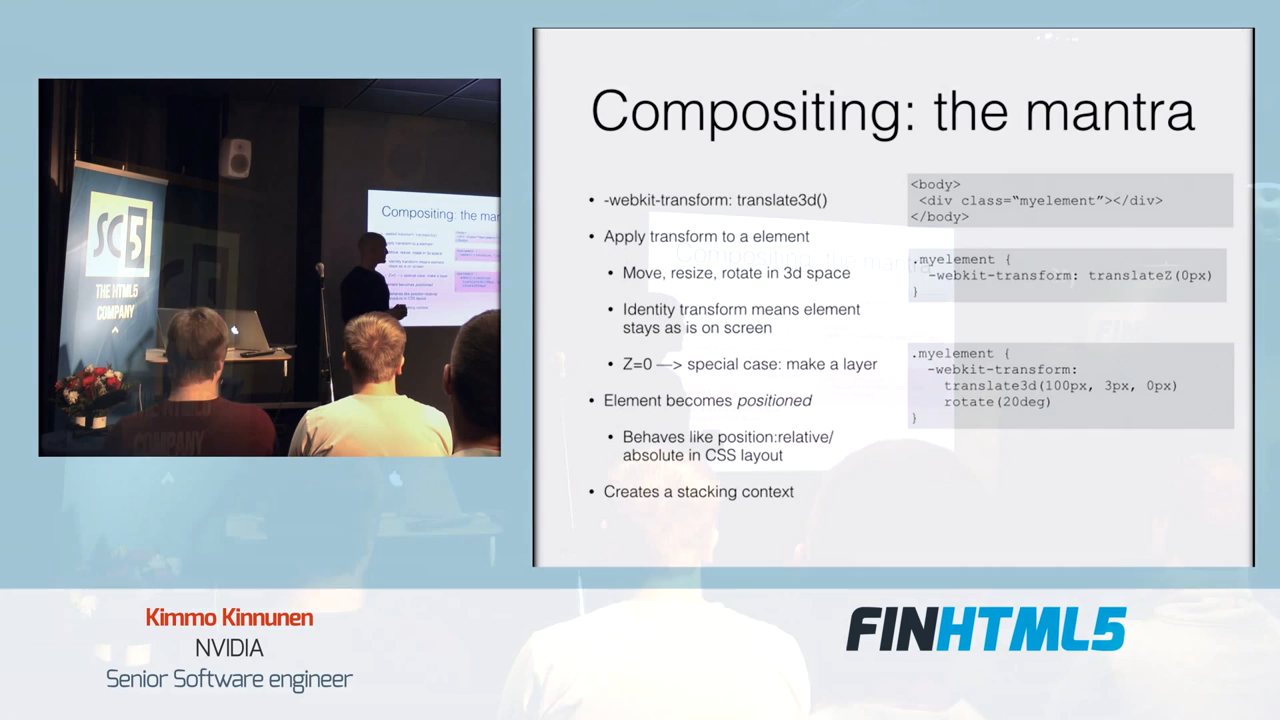 SC5
THE HTML5
COMPANY
Compositing: the man
Compositing: the mantra
• -webkit-transform: translate3d()
• Apply transform to a element
• Move, resize, rotate in 3d space
• Identity transform means element
stays as is on screen
• Z=0 —> special case: make a layer
• Element becomes positioned
• Behaves like position:relative/
absolute in CSS layout
• Creates a stacking context
<body>
<div class=“myelement”></div>
</body>
.myelement {
-webkit-transform: translateZ(0px)
}
.myelement {
-webkit-transform:
translate3d(100px, 3px, 0px)
rotate(20deg)
}
Kimmo Kinnunen
NVIDIA
Senior Software engineer
FINHTML5